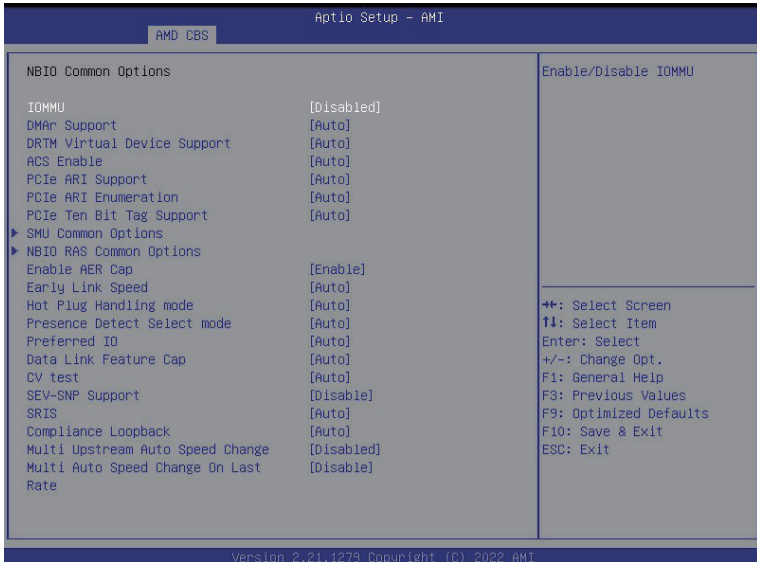 Aptio Setup – AMI
AMD CBS
NBIO Common Options
Enable/Disable IOMMU
IOMMU [Disabled]
DMAr Support [Auto]
DRTM Virtual Device Support [Auto]
ACS Enable [Auto]
PCIe ARI Support [Auto]
PCIe ARI Enumeration [Auto]
PCIe Ten Bit Tag Support [Auto]
SMU Common Options
NBIO RAS Common Options
Enable AER Cap [Enable]
Early Link Speed [Auto]
Hot Plug Handling mode [Auto]
Presence Detect Select mode [Auto]
Preferred IO [Auto]
Data Link Feature Cap [Auto]
CV test [Auto]
SEV-SNP Support [Disable]
SRIS [Auto]
Compliance Loopback [Auto]
Multi Upstream Auto Speed Change [Disabled]
Multi Auto Speed Change On Last [Disable]
Rate
→←: Select Screen
↑↓: Select Item
Enter: Select
+/-: Change Opt.
F1: General Help
F3: Previous Values
F9: Optimized Defaults
F10: Save & Exit
ESC: Exit
Version 2.21.1279 Copyright (C) 2022 AMI